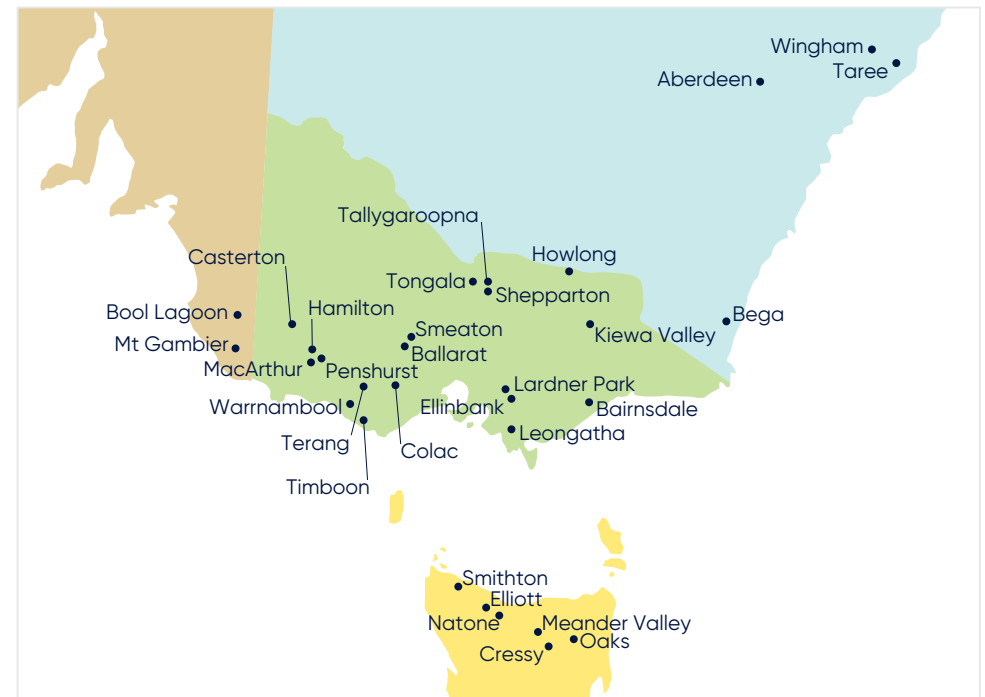 Wingham
Taree
Aberdeen
Tallygaroopna
Howlong
Casterton
Tongala
Shepparton
Bool Lagoon
Hamilton
Bega
Smeaton
Kiewa Valley
Mt Gambier
Ballarat
MacArthur
Penshurst
Lardner Park
Warrnambool
Ellinbank
Bairnsdale
Leongatha
Terang
Colac
Timboon
Smithton
Elliott
Natone
Meander Valley
Oaks
Cressy